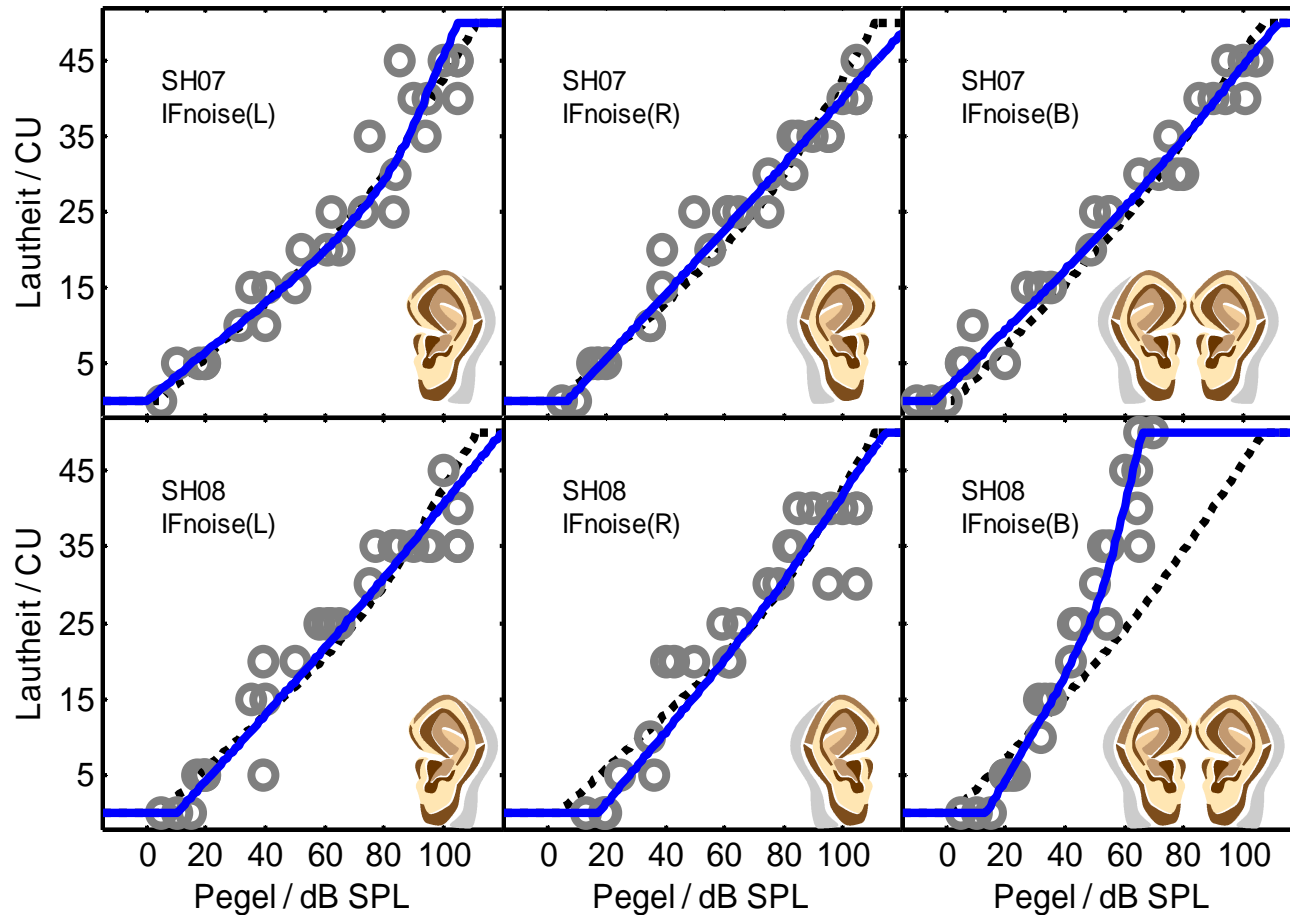 Lautheit / CU
45
35
25
15
5
SH07
IFnoise(L)
SH07
IFnoise(R)
SH07
IFnoise(B)
Lautheit / CU
45
35
25
15
5
SH08
IFnoise(L)
SH08
IFnoise(R)
SH08
IFnoise(B)
0 20 40 60 80 100
0 20 40 60 80 100
0 20 40 60 80 100
Pegel / dB SPL
Pegel / dB SPL
Pegel / dB SPL